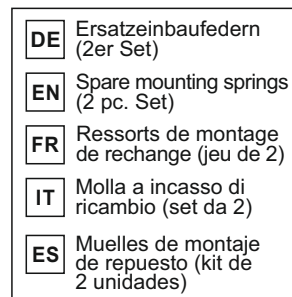 DE Ersatzeinbaufedern
(2er Set)
EN Spare mounting springs
(2 pc. Set)
FR Ressorts de montage
de rechange (jeu de 2)
IT Molla a incasso di
ricambio (set da 2)
ES Muelles de montaje
de repuesto (kit de
2 unidades)